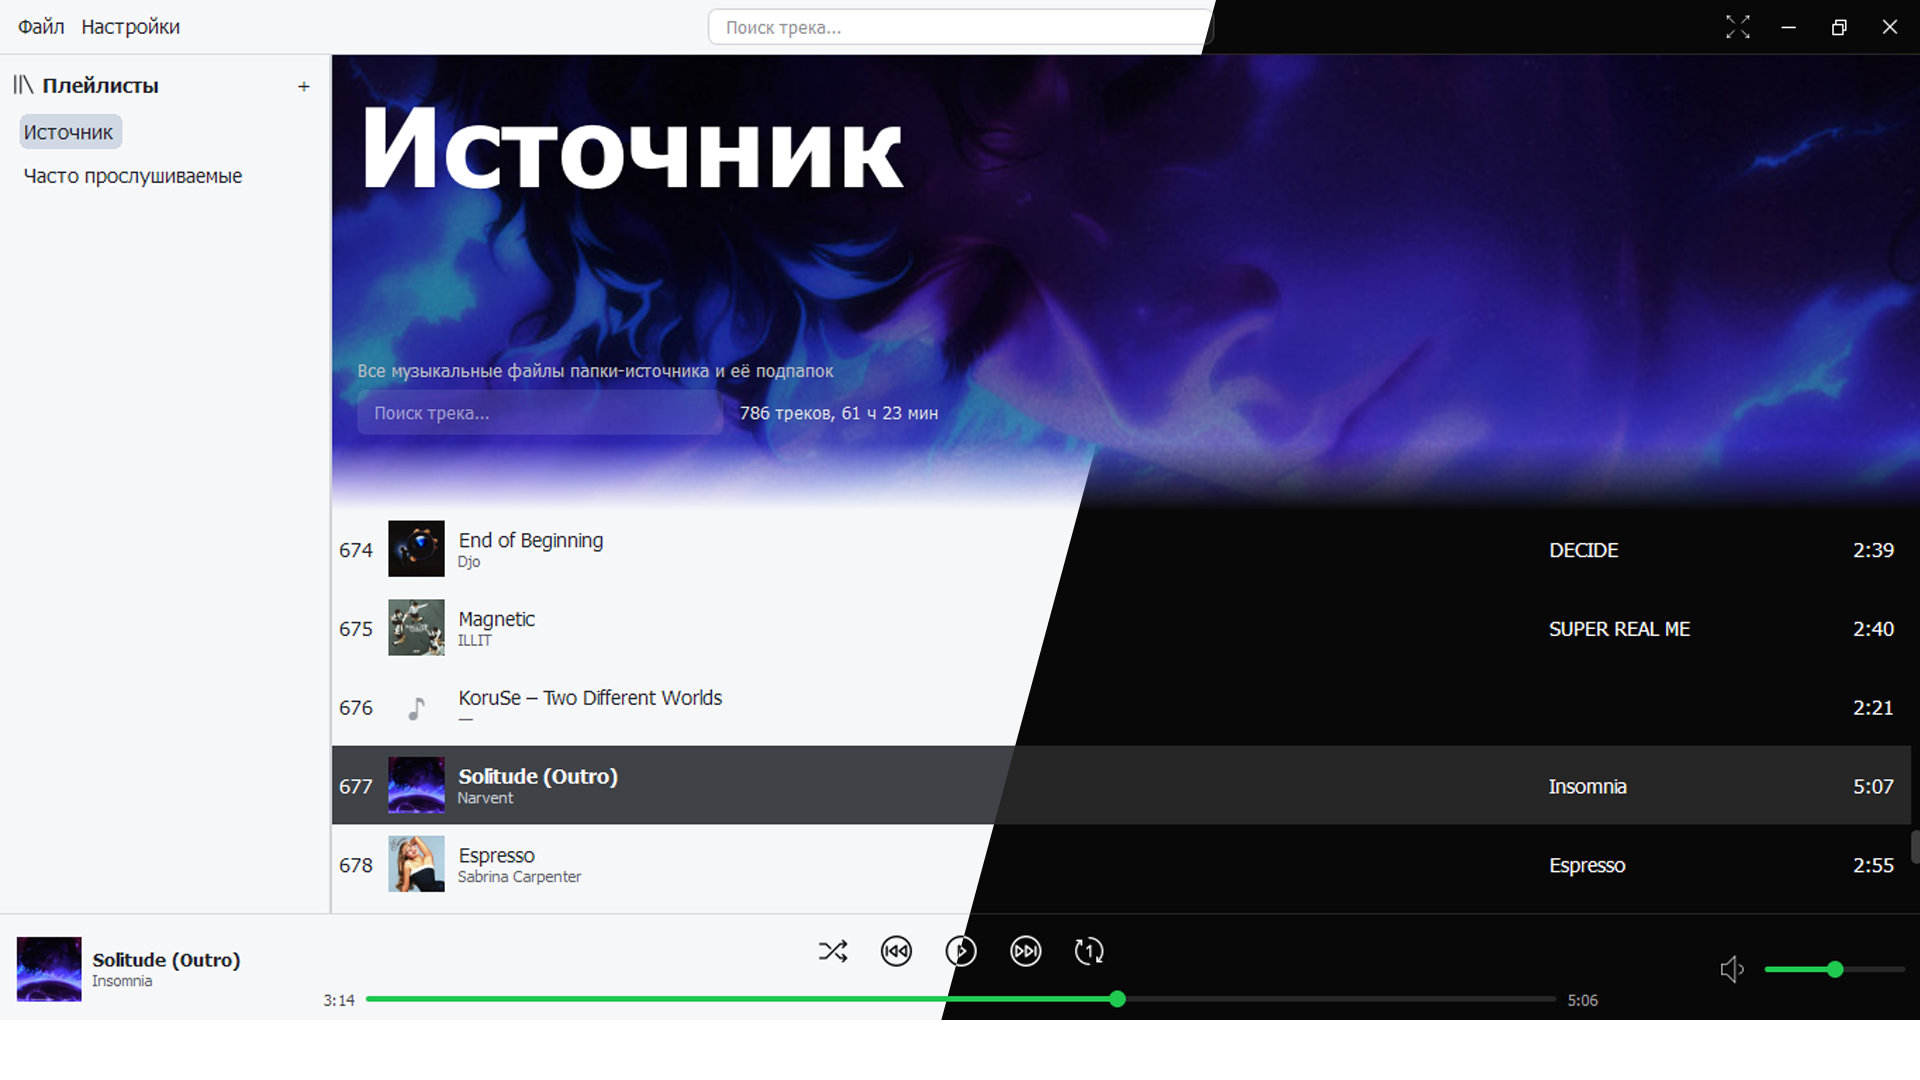 Файл Настройки
Поиск трека...
Плейлисты +
Источник
Часто прослушиваемые
Источник
Все музыкальные файлы папки-источника и её подпапок
Поиск трека... 786 треков, 61 ч 23 мин
674 End of Beginning DECIDE 2:39
Djo
675 Magnetic SUPER REAL ME 2:40
ILLIT
676 KoruSe – Two Different Worlds 2:21
—
677 Solitude (Outro) Insomnia 5:07
Narvent
678 Espresso Espresso 2:55
Sabrina Carpenter
Solitude (Outro)
Insomnia
1
3:14 5:06